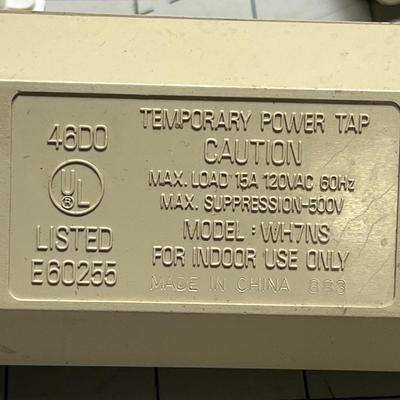 46D0
UL
®
LISTED
E60255
TEMPORARY POWER TAP
CAUTION
MAX. LOAD 15A 120VAC 60Hz
MAX. SUPPRESSION-500V
MODEL: WH7NS
FOR INDOOR USE ONLY
MADE IN CHINA